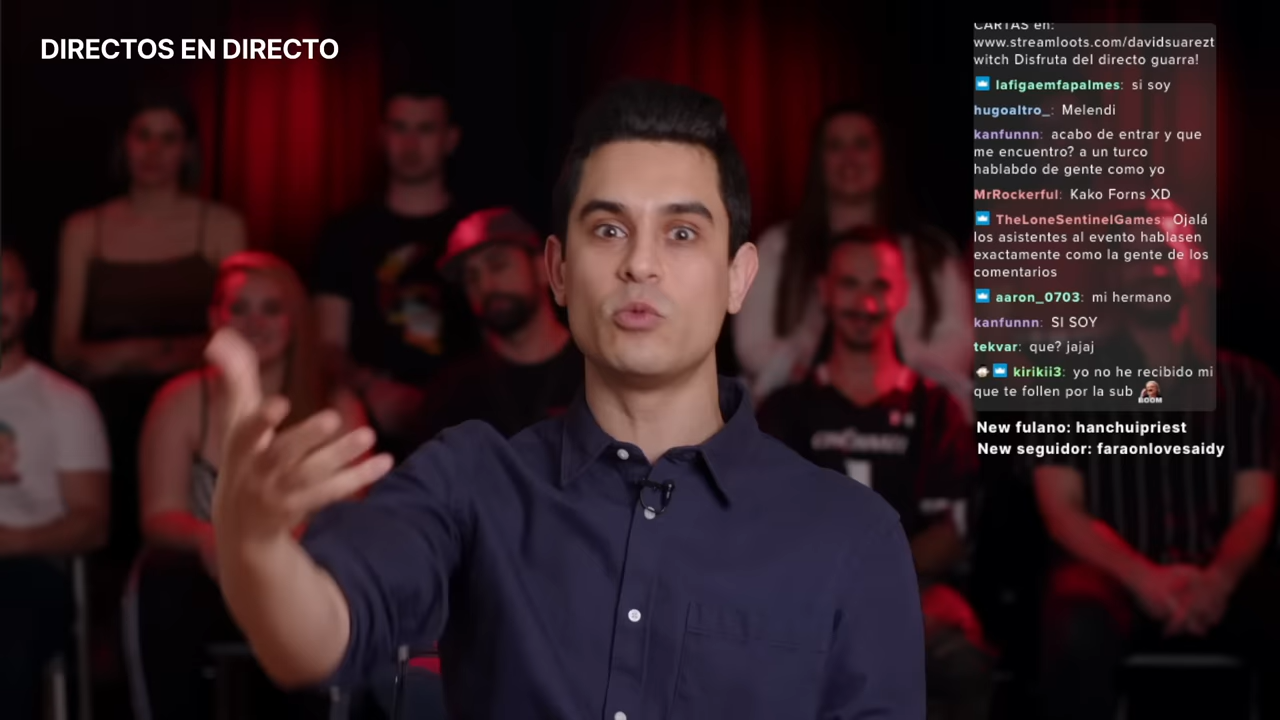 DIRECTOS EN DIRECTO
CARTAS en:
www.streamloots.com/davidsuarezt
witch Disfruta del directo guarra!
lafigaemfapalmes: si soy
hugoaltro_: Melendi
kanfunnn: acabo de entrar y que
me encuentro? a un turco
hablabdo de gente como yo
MrRockerful: Kako Forns XD
TheLoneSentinelGames: Ojalá
los asistentes al evento hablasen
exactamente como la gente de los
comentarios
aaron_0703: mi hermano
kanfunnn: SI SOY
tekvar: que? jajaj
kirikii3: yo no he recibido mi
que te follen por la sub
BOOM
New fulano: hanchuipriest
New seguidor: faraonlovesaidy